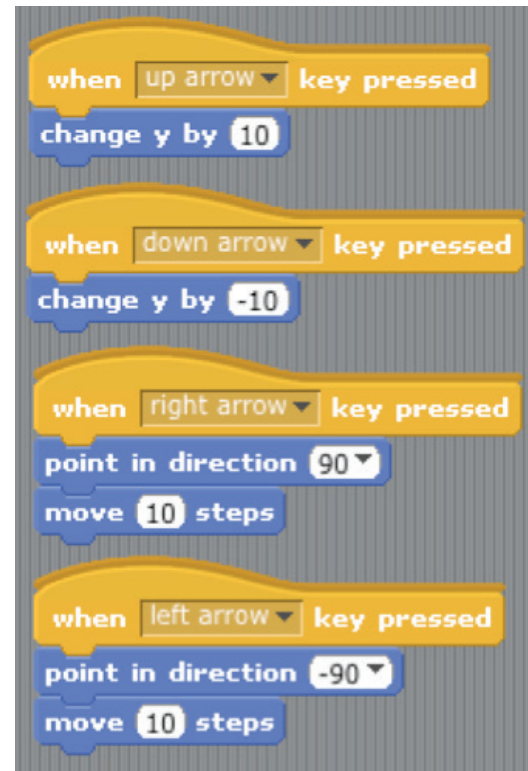 when up arrow key pressed
change y by 10
when down arrow key pressed
change y by -10
when right arrow key pressed
point in direction 90
move 10 steps
when left arrow key pressed
point in direction -90
move 10 steps